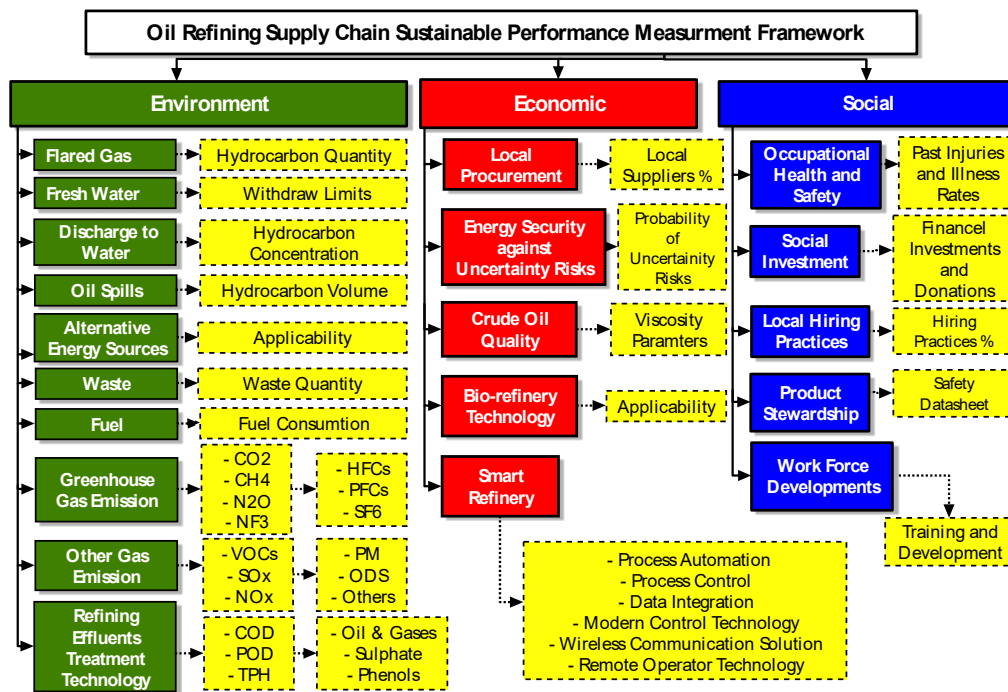 Oil Refining Supply Chain Sustainable Performance Measurment Framework
Environment
Flared Gas
Hydrocarbon Quantity
Fresh Water
Withdraw Limits
Discharge to
Water
Hydrocarbon
Concentration
Oil Spills
Hydrocarbon Volume
Alternative
Energy Sources
Applicability
Waste
Waste Quantity
Fuel
Fuel Consumtion
Greenhouse
Gas Emission
- CO2
- CH4
- N2O
- NF3
- HFCs
- PFCs
- SF6
Other Gas
Emission
- VOCs
- SOx
- NOx
- PM
- ODS
- Others
Refining
Effluents
Treatment
Technology
- COD
- POD
- TPH
- Oil & Gases
- Sulphate
- Phenols
Economic
Local
Procurement
Local
Suppliers %
Energy Security
against
Uncertainty Risks
Probability
of
Uncertainity
Risks
Crude Oil
Quality
Viscosity
Paramters
Bio-refinery
Technology
Applicability
Smart
Refinery
- Process Automation
- Process Control
- Data Integration
- Modern Control Technology
- Wireless Communication Solution
- Remote Operator Technology
Social
Occupational
Health and
Safety
Past Injuries
and Illness
Rates
Social
Investment
Financel
Investments
and
Donations
Local Hiring
Practices
Hiring
Practices %
Product
Stewardship
Safety
Datasheet
Work Force
Developments
Training and
Development